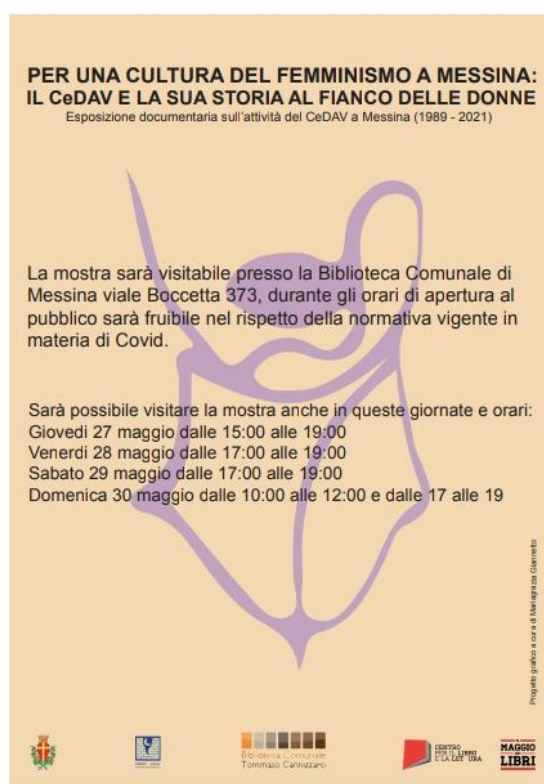 PER UNA CULTURA DEL FEMMINISMO A MESSINA:
IL CeDAV E LA SUA STORIA AL FIANCO DELLE DONNE
Esposizione documentaria sull'attività del CeDAV a Messina (1989 - 2021)
La mostra sarà visitabile presso la Biblioteca Comunale di
Messina viale Boccetta 373, durante gli orari di apertura al
pubblico sarà fruibile nel rispetto della normativa vigente in
materia di Covid.
Sarà possibile visitare la mostra anche in queste giornate e orari:
Giovedi 27 maggio dalle 15:00 alle 19:00
Venerdi 28 maggio dalle 17:00 alle 19:00
Sabato 29 maggio dalle 17:00 alle 19:00
Domenica 30 maggio dalle 10:00 alle 12:00 e dalle 17 alle 19
Progetto grafico a cura di Mariagrazia Giannetto
Biblioteca Comunale
Tommaso Cannizzaro
CENTRO
PER IL LIBRO
E LA LETTURA
IL
MAGGIO
DEI
LIBRI